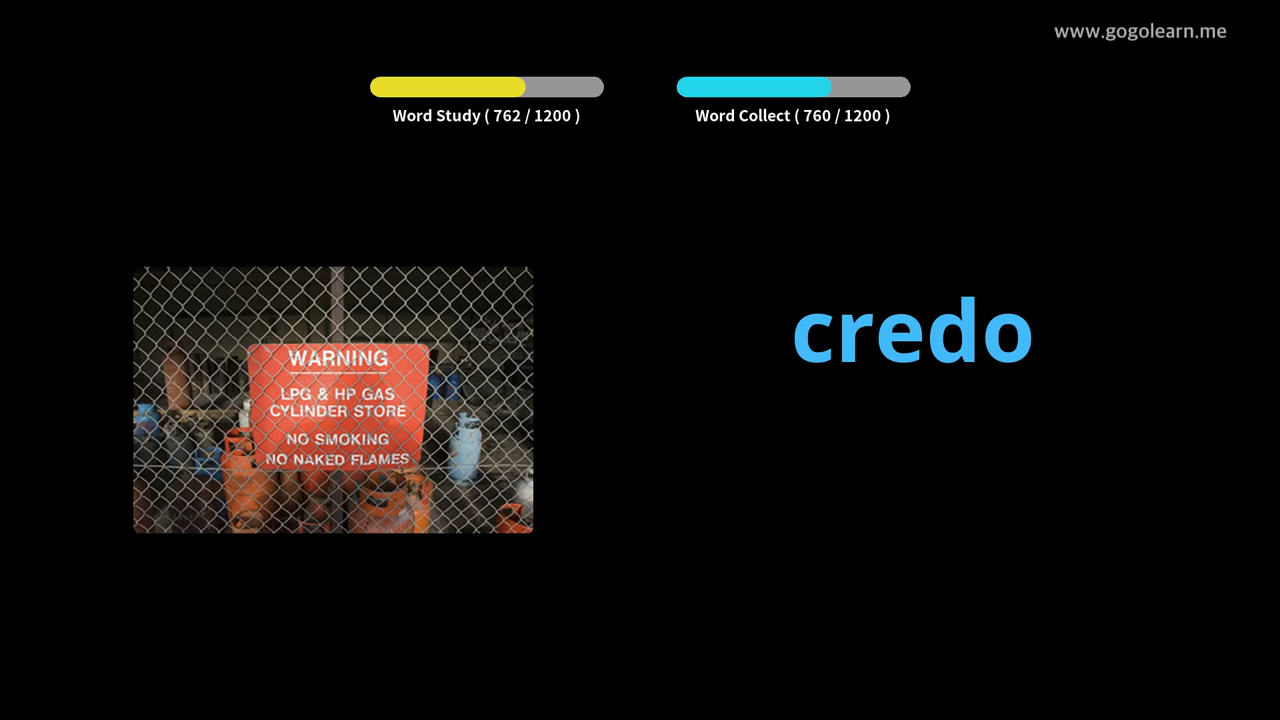 www.gogolearn.me
Word Study ( 762 / 1200 )
Word Collect ( 760 / 1200 )
credo
WARNING
LPG & HP GAS
CYLINDER STORE
NO SMOKING
NO NAKED FLAMES